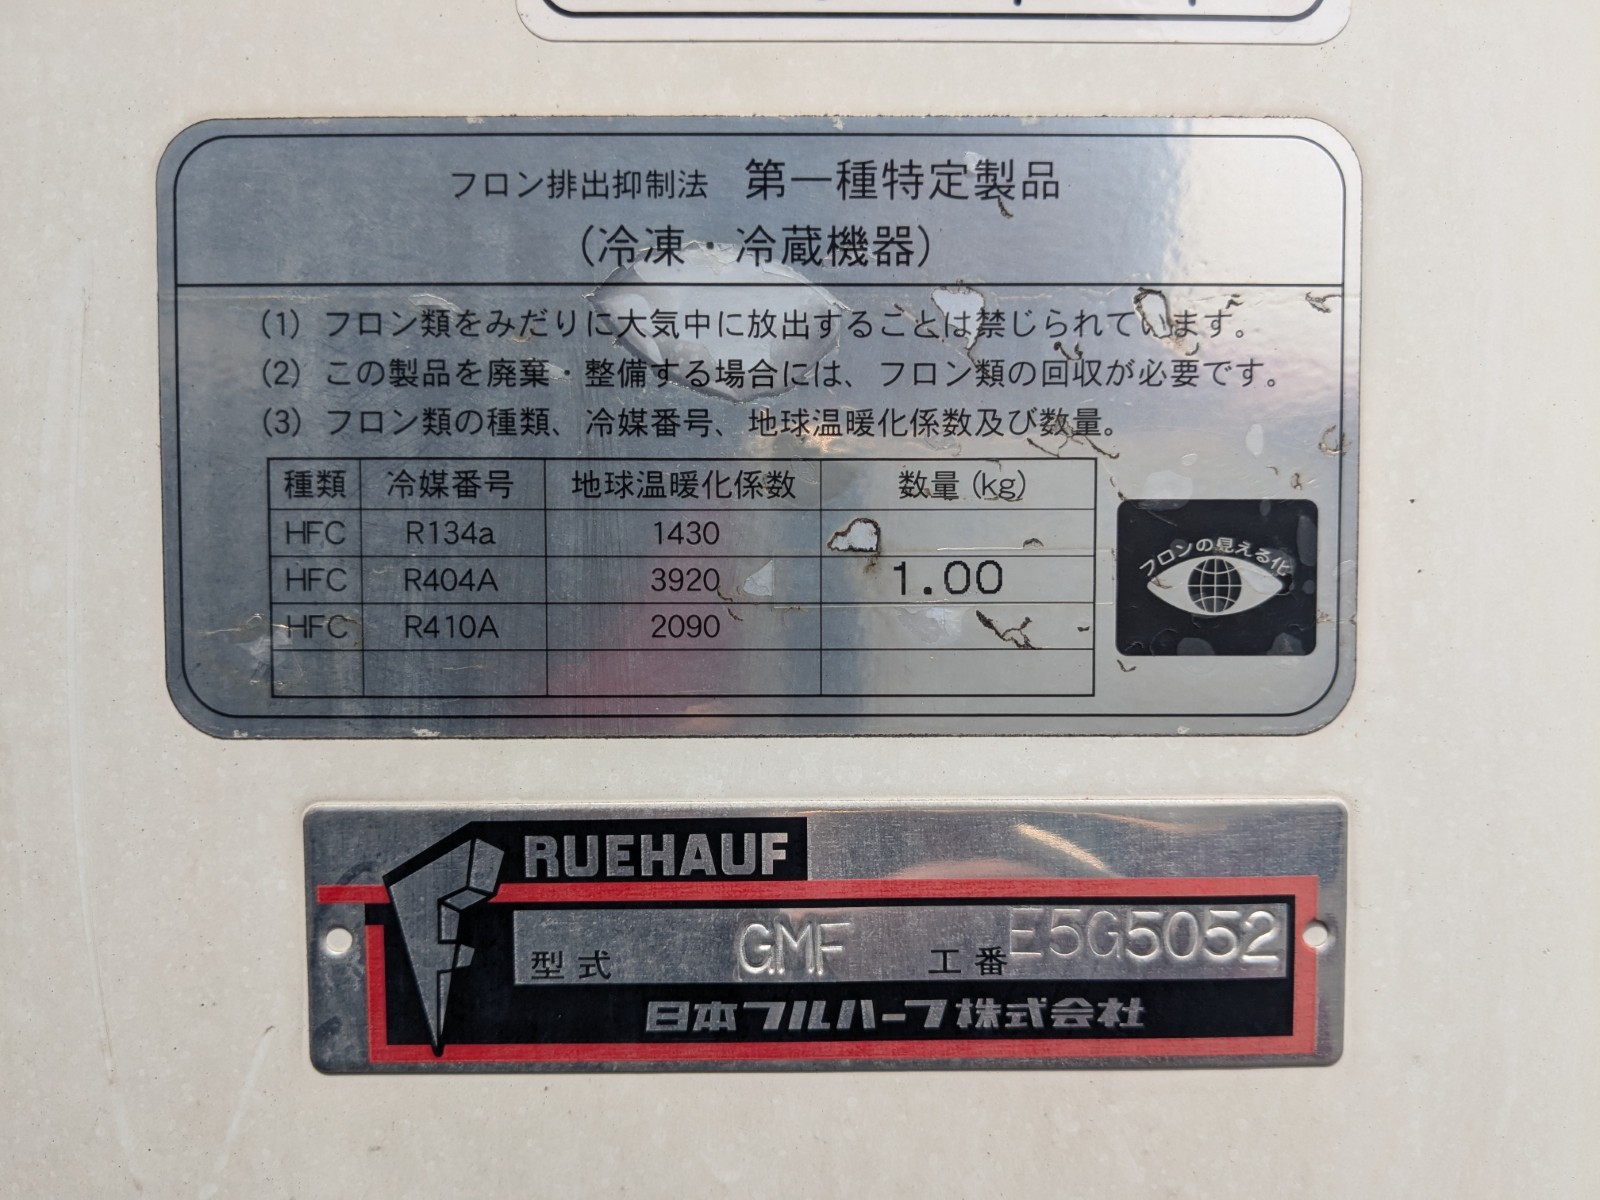 フロン排出抑制法 第一種特定製品
(冷凍・冷蔵機器)
(1) フロン類をみだりに大気中に放出することは禁じられています。
(2) この製品を廃棄・整備する場合には、フロン類の回収が必要です。
(3) フロン類の種類、冷媒番号、地球温暖化係数及び数量。
種類 冷媒番号 地球温暖化係数 数量(kg)
HFC R134a 1430
HFC R404A 3920 1.00
HFC R410A 2090
フロンの見える化
FRUEHAUF
型式 GMF 工番 E5G5052
日本フルハーフ株式会社